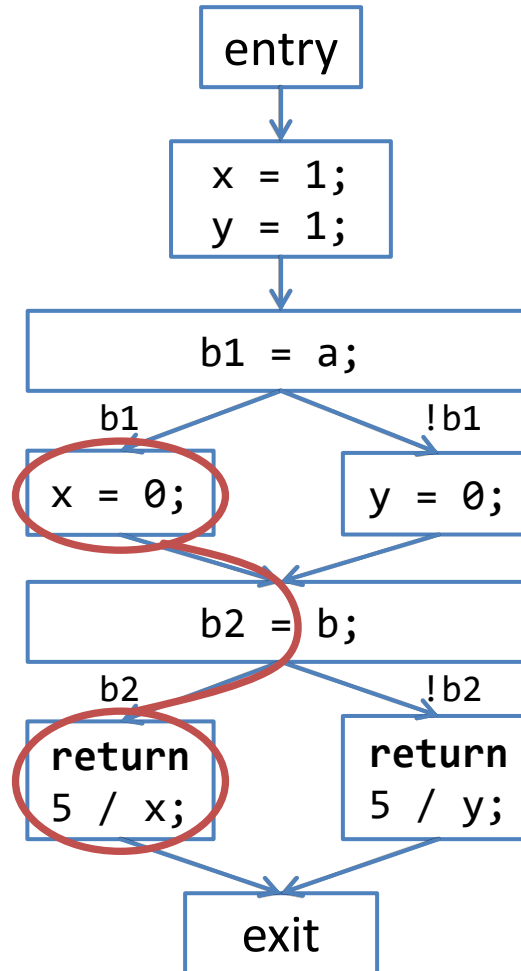 entry
x = 1;
y = 1;
b1 = a;
b1
!b1
x = 0;
y = 0;
b2 = b;
b2
!b2
return
5 / x;
return
5 / y;
exit